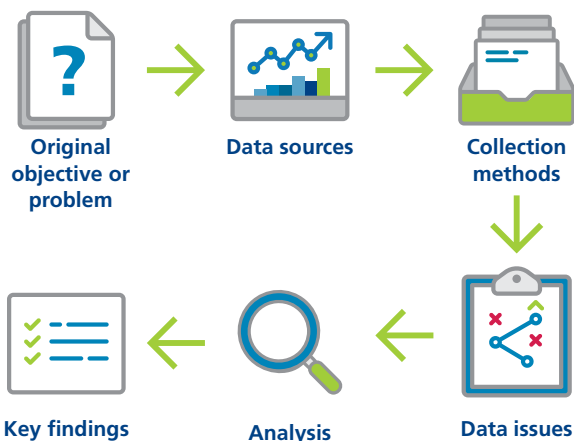 ?
Original
objective or
problem
Data sources
Collection
methods
Data issues
Analysis
Key findings